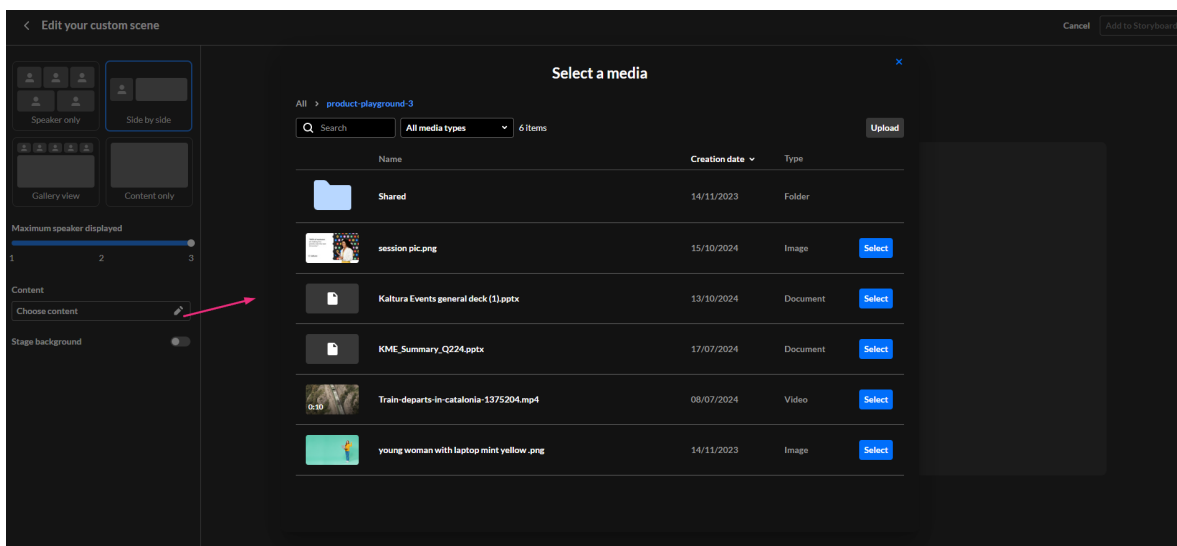 Edit your custom scene
Cancel
Add to Storyboard
Speaker only
Side by side
Gallery view
Content only
Maximum speaker displayed
1 2 3
Content
Choose content
Stage background
Select a media
All > product-playground-3
Search
All media types
6 items
Upload
Name Creation date Type
Shared 14/11/2023 Folder
session pic.png 15/10/2024 Image Select
Kaltura Events general deck (1).pptx 13/10/2024 Document Select
KME_Summary_Q224.pptx 17/07/2024 Document Select
0:10 Train-departs-in-catalonia-1375204.mp4 08/07/2024 Video Select
young woman with laptop mint yellow .png 14/11/2023 Image Select